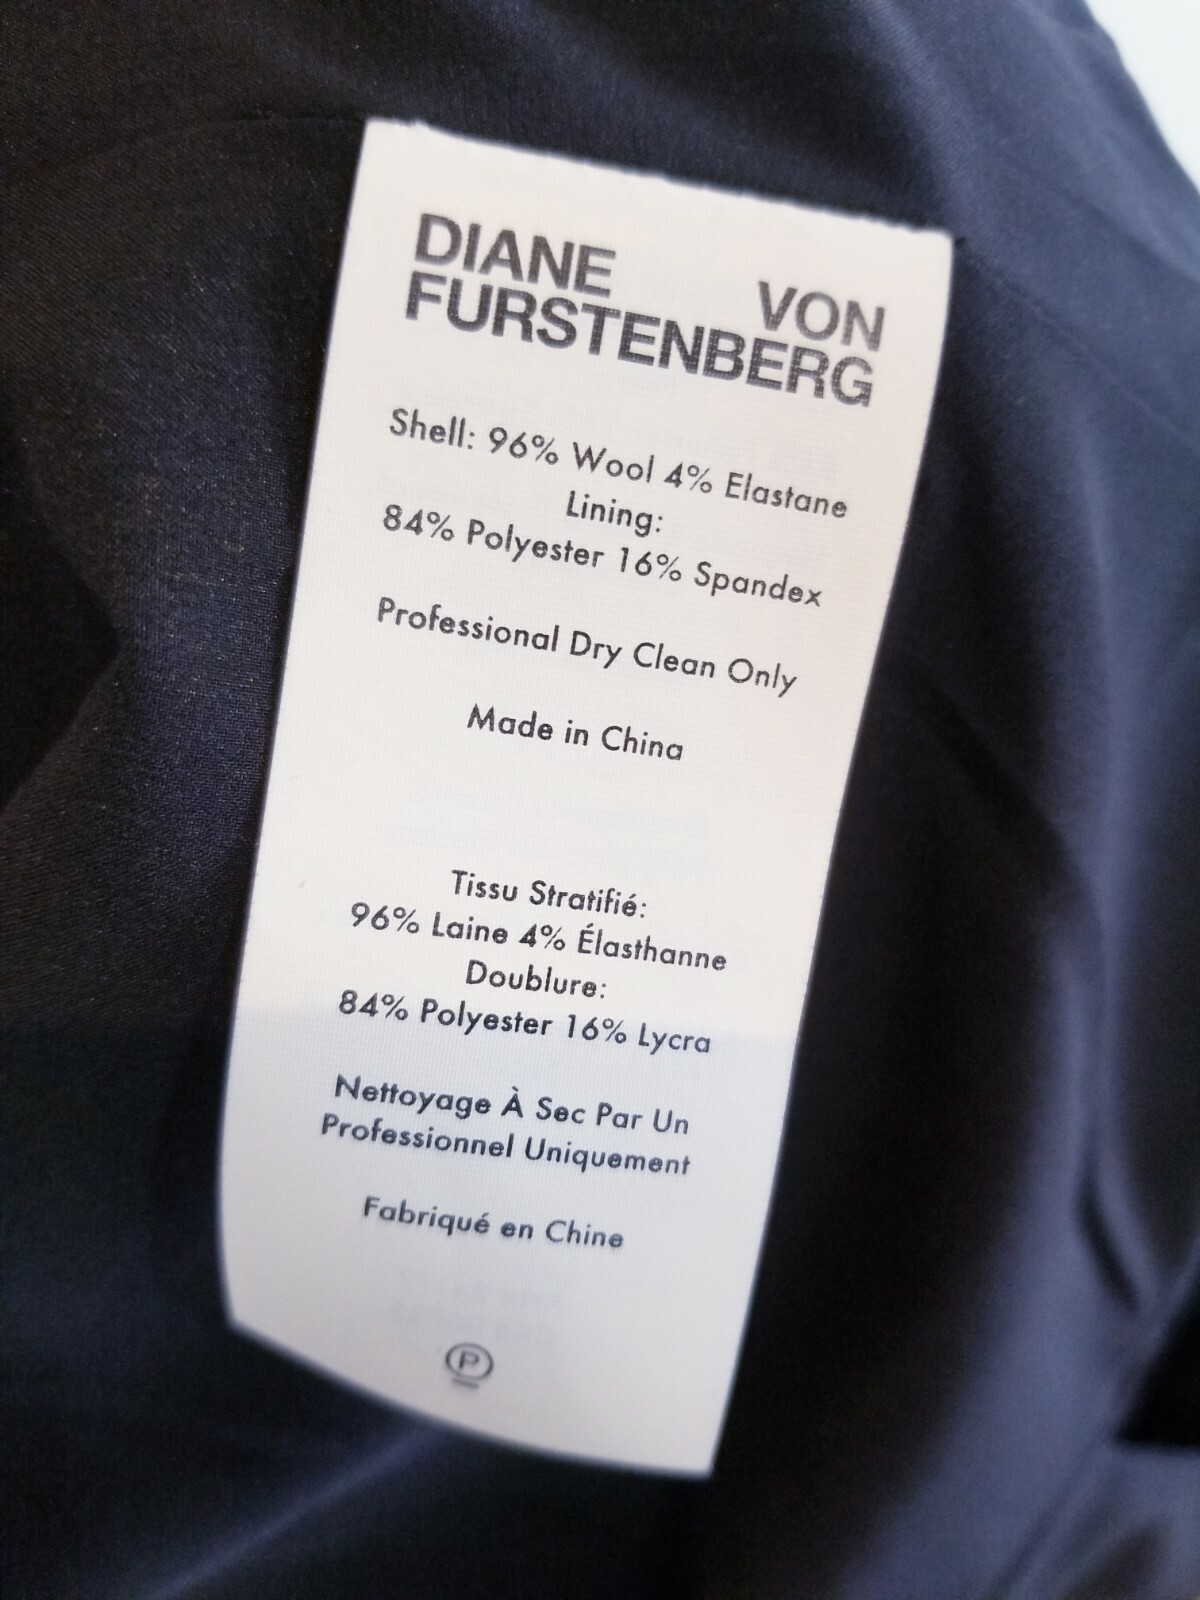 DIANE VON
FURSTENBERG
Shell: 96% Wool 4% Elastane
Lining:
84% Polyester 16% Spandex
Professional Dry Clean Only
Made in China
Tissu Stratifié:
96% Laine 4% Élasthanne
Doublure:
84% Polyester 16% Lycra
Nettoyage À Sec Par Un
Professionnel Uniquement
Fabriqué en Chine
P